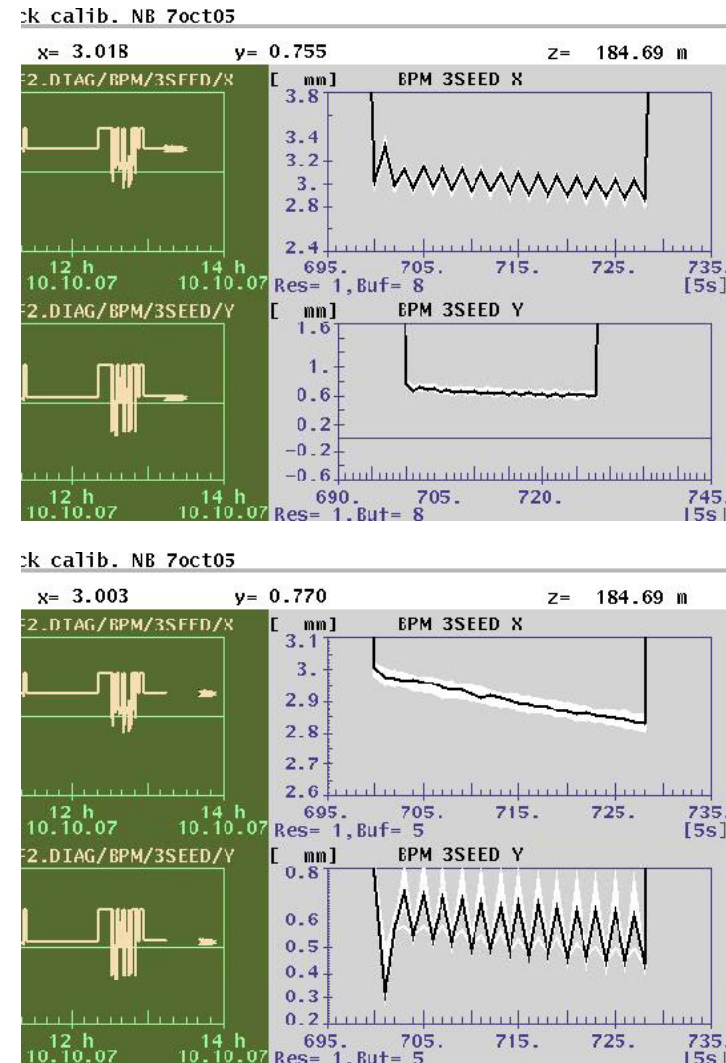 ck calib. NB 7oct05
x= 3.018 y= 0.755 z= 184.69 m
F2.DIAG/BPM/3SEED/X [ mm] BPM 3SEED X
3.8
3.4
3.2
3.
2.8
2.4
12 h 14 h 695. 705. 715. 725. 735.
10.10.07 10.10.07 Res= 1,Buf= 8 [5s]
F2.DIAG/BPM/3SEED/Y [ mm] BPM 3SEED Y
1.6
1.
0.6
0.2
-0.2
-0.6
12 h 14 h 690. 705. 720. 745.
10.10.07 10.10.07 Res= 1,Buf= 8 [5s]
ck calib. NB 7oct05
x= 3.003 y= 0.770 z= 184.69 m
F2.DIAG/BPM/3SEED/X [ mm] BPM 3SEED X
3.1
3.
2.9
2.8
2.7
2.6
12 h 14 h 695. 705. 715. 725. 735.
10.10.07 10.10.07 Res= 1,Buf= 5 [5s]
F2.DIAG/BPM/3SEED/Y [ mm] BPM 3SEED Y
0.8
0.6
0.5
0.4
0.3
0.2
12 h 14 h 695. 705. 715. 725. 735.
10.10.07 10.10.07 Res= 1,Buf= 5 [5s]